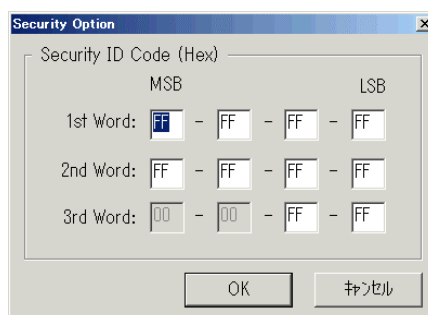 Security Option
Security ID Code (Hex)
MSB LSB
1st Word: FF - FF - FF - FF
2nd Word: FF - FF - FF - FF
3rd Word: 00 - 00 - FF - FF
OK ｷｬﾝｾﾙ